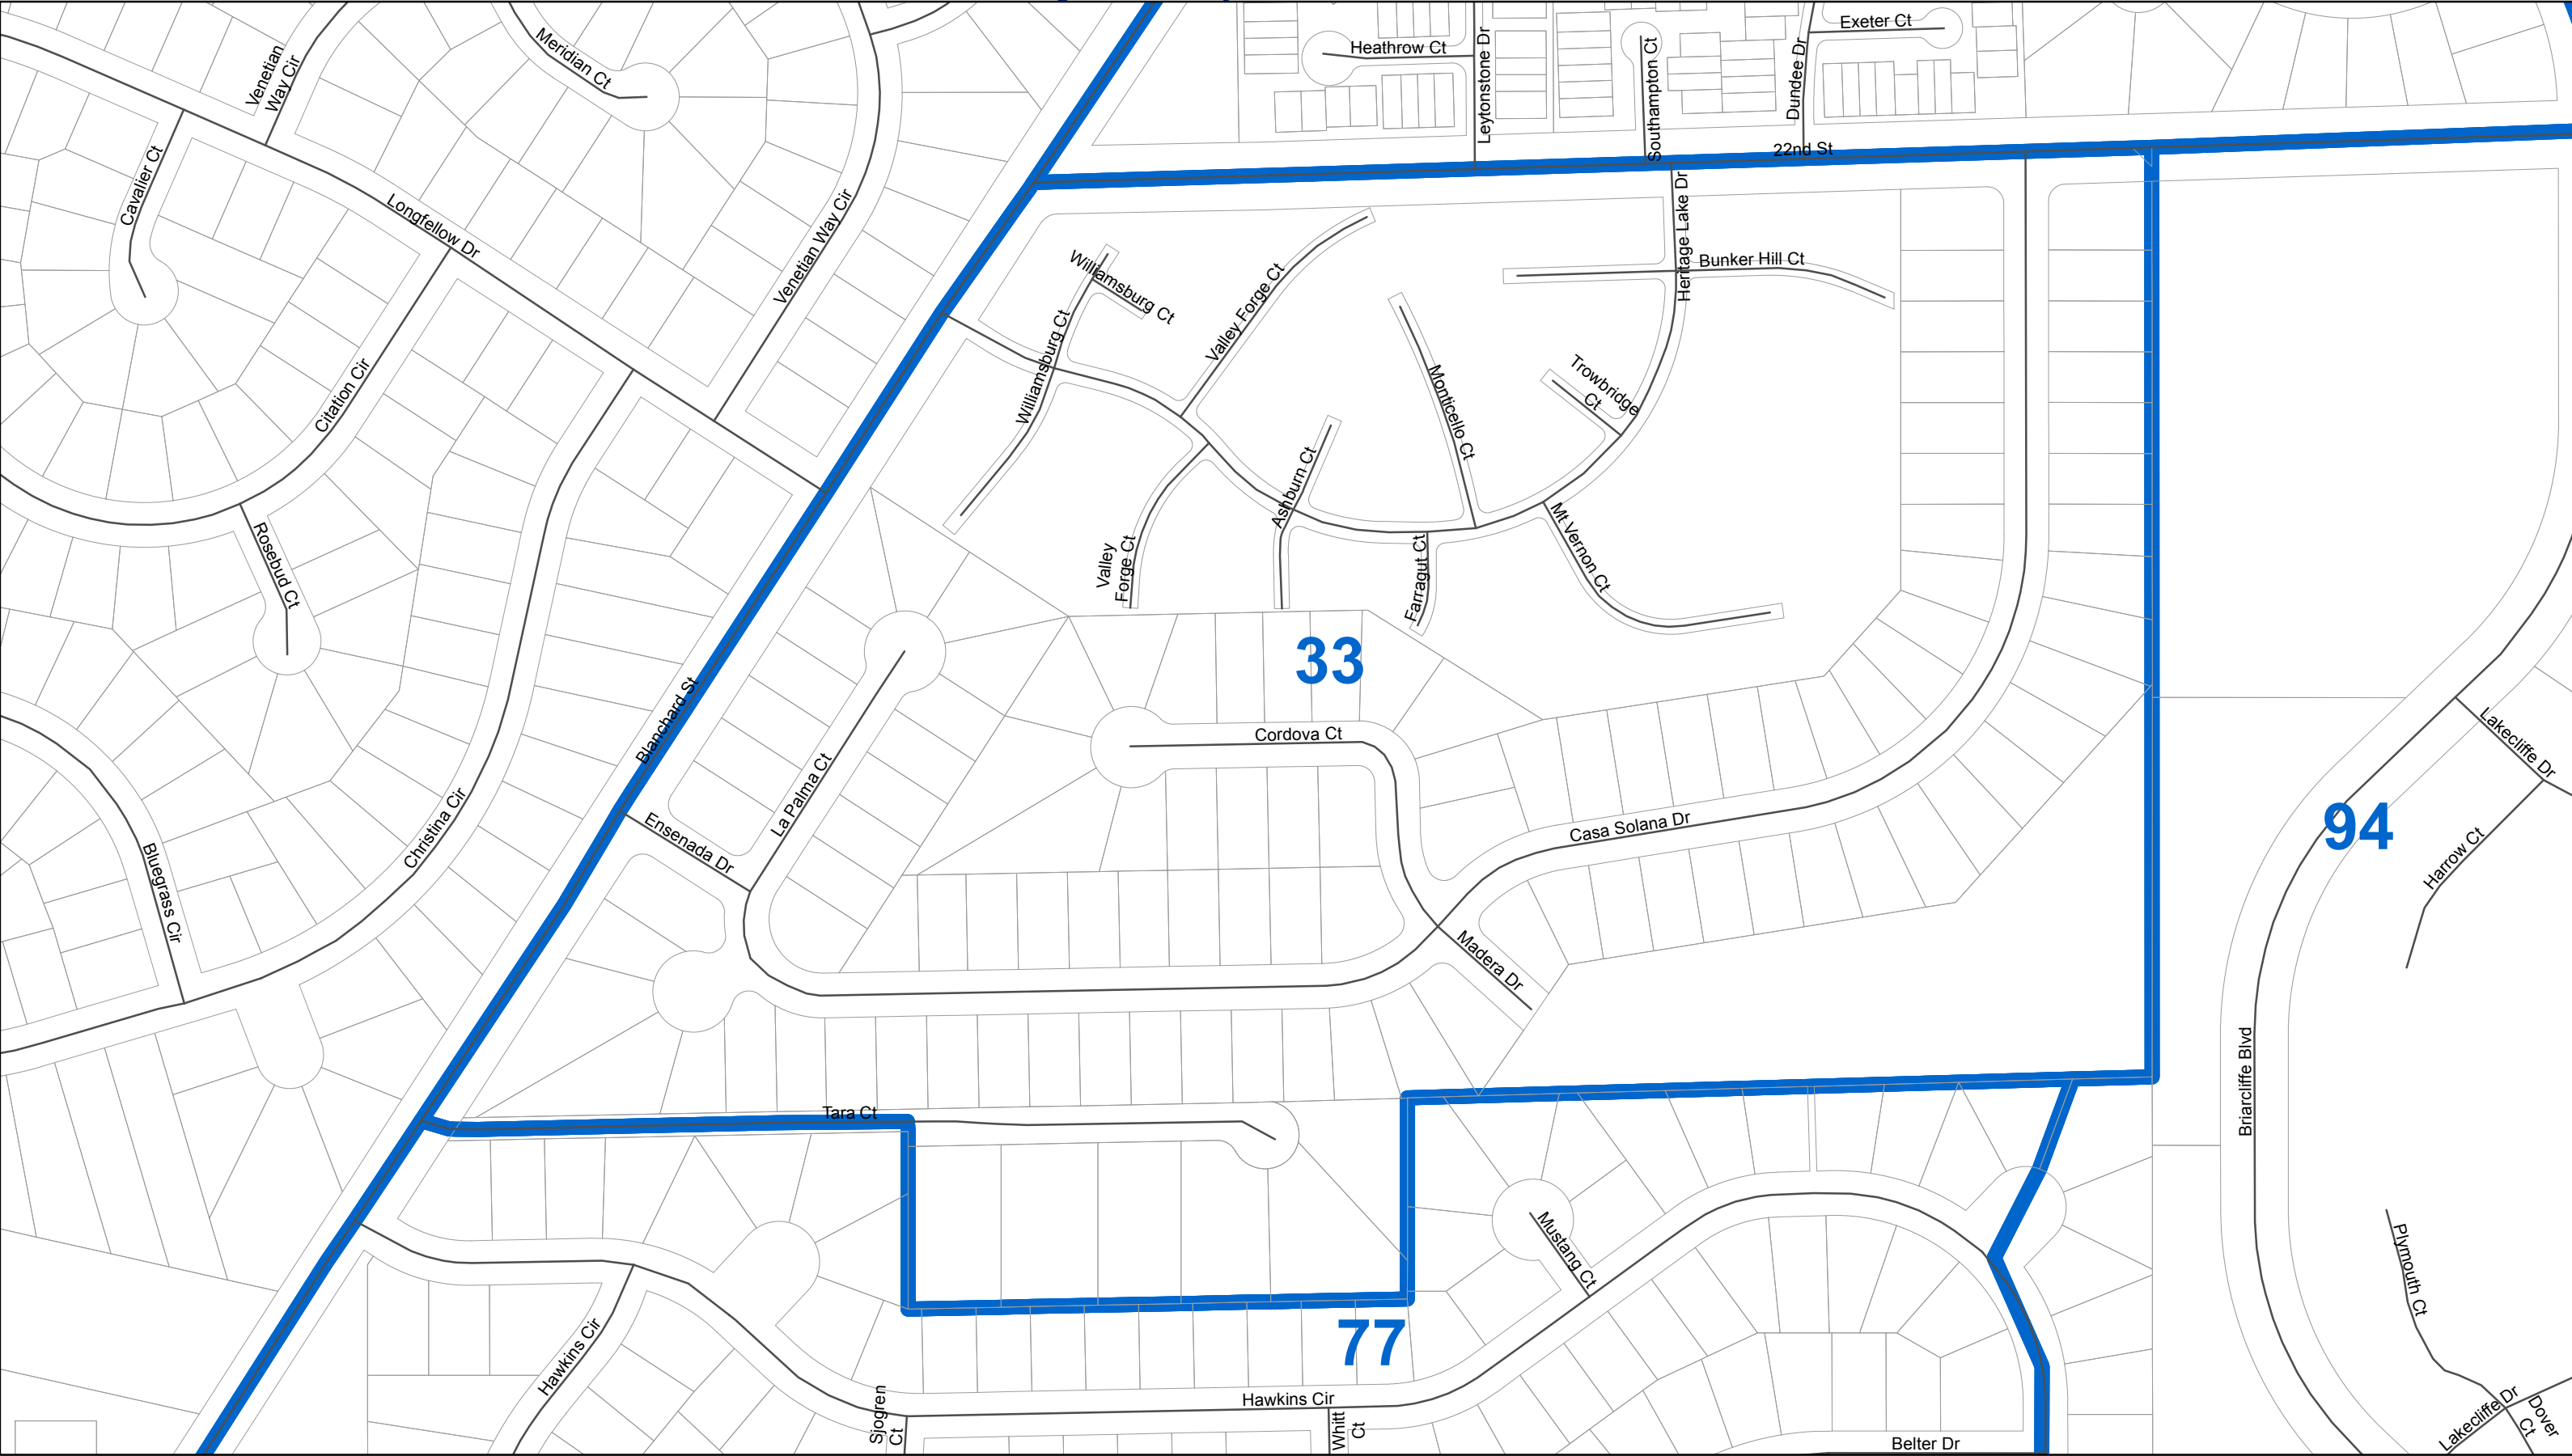 Exeter Ct
Venetian
Way Cir
Meridian Ct
Heathrow Ct
Leytonstone Dr
Southampton Ct
Dundee Dr
22nd St
Cavalier Ct
Longfellow Dr
Venetian Way Cir
Williamsburg Ct
Valley Forge Ct
Heritage Lake Dr
Bunker Hill Ct
Citation Cir
Williamsburg Ct
Monticello Ct
Trowbridge
Ct
Ashburn Ct
Rosebud Ct
Valley
Forge Ct
Farragut Ct
Mt Vernon Ct
33
Blanchard St
Cordova Ct
Lakecliffe Dr
La Palma Ct
Ensenada Dr
Casa Solana Dr
94
Harrow Ct
Christina Cir
Bluegrass Cir
Madera Dr
Briarcliffe Blvd
Tara Ct
Mustang Ct
Plymouth Ct
77
Hawkins Cir
Hawkins Cir
Sjogren
Ct
Whitt
Ct
Belter Dr
Lakecliffe Dr
Dover
Ct